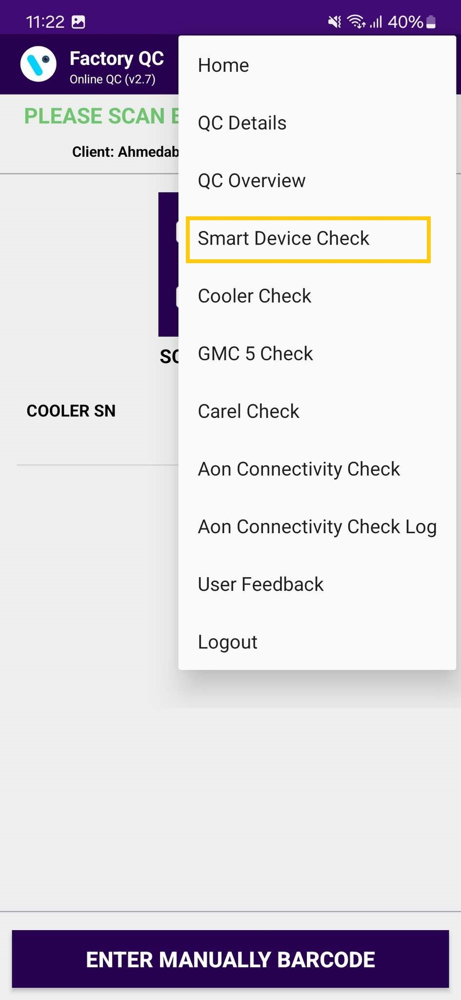 11:22
40%
Factory QC
Online QC (v2.7)
PLEASE SCAN
Client: Ahmedab
Home
QC Details
QC Overview
Smart Device Check
Cooler Check
GMC 5 Check
SC
COOLER SN
Carel Check
Aon Connectivity Check
Aon Connectivity Check Log
User Feedback
Logout
ENTER MANUALLY BARCODE